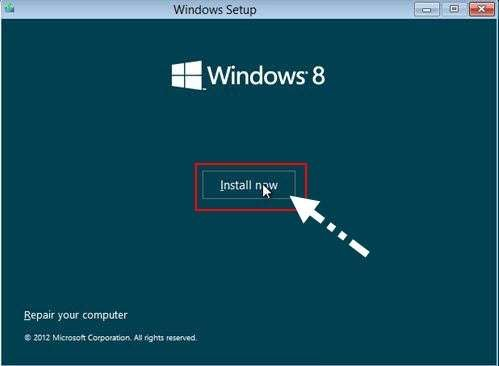 Windows Setup
Windows 8
Install now
Repair your computer
© 2012 Microsoft Corporation. All rights reserved.